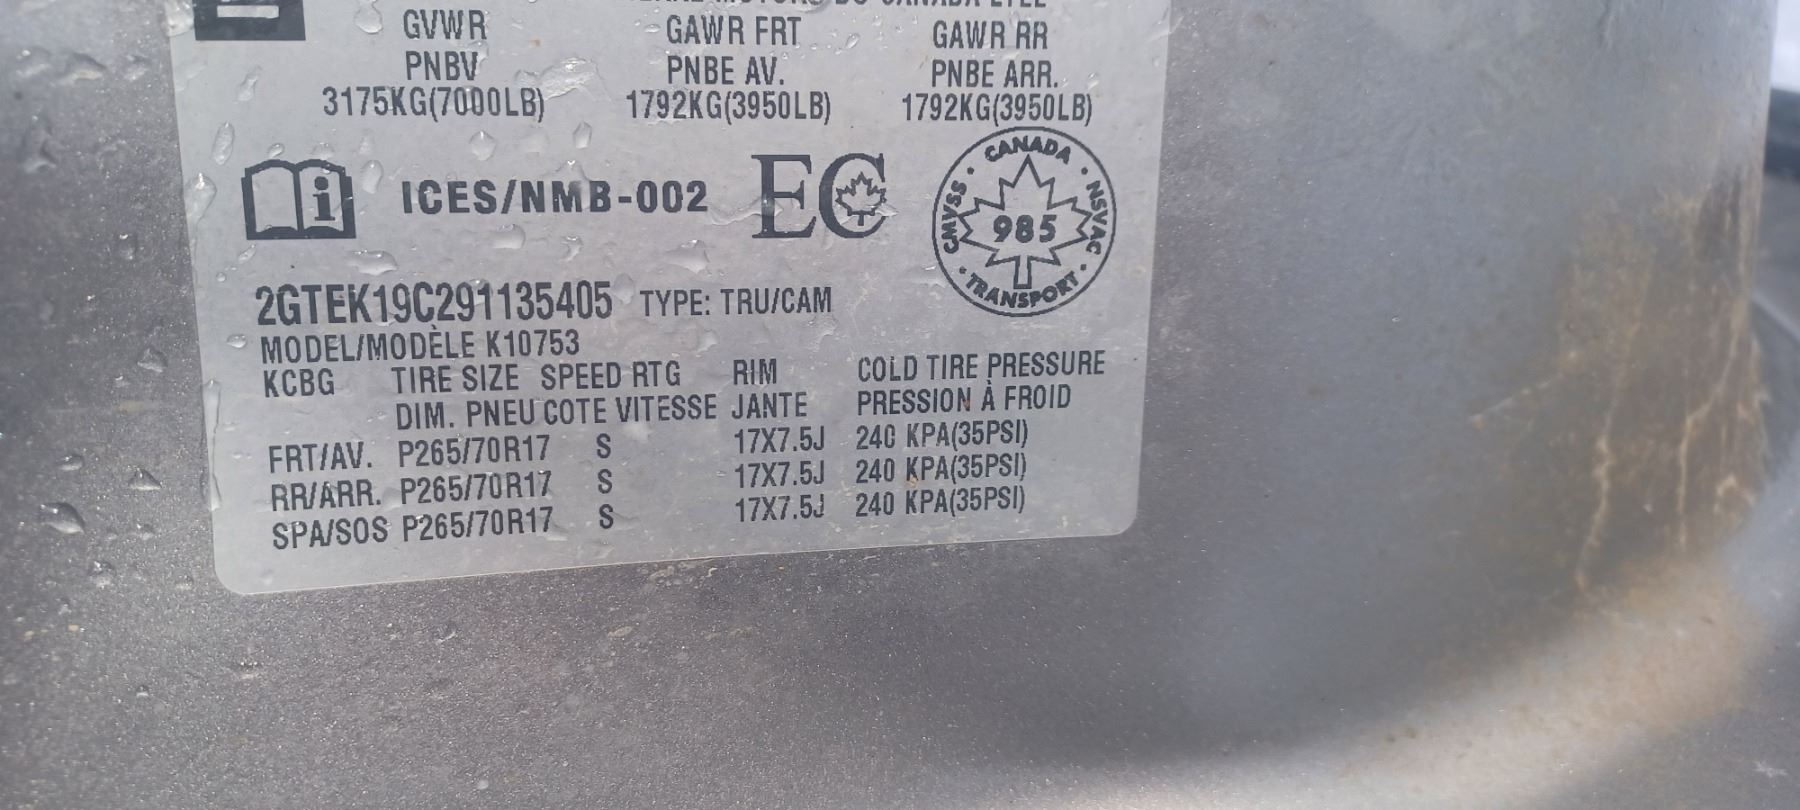 GVWR GAWR FRT GAWR RR
PNBV PNBE AV. PNBE ARR.
3175KG(7000LB) 1792KG(3950LB) 1792KG(3950LB)
ICES/NMB-002 EC
CANADA
CMVSS 985 NSVAC
TRANSPORT
2GTEK19C291135405 TYPE: TRU/CAM
MODEL/MODÈLE K10753
KCBG TIRE SIZE SPEED RTG RIM COLD TIRE PRESSURE
DIM. PNEU COTE VITESSE JANTE PRESSION À FROID
FRT/AV. P265/70R17 S 17X7.5J 240 KPA(35PSI)
RR/ARR. P265/70R17 S 17X7.5J 240 KPA(35PSI)
SPA/SOS P265/70R17 S 17X7.5J 240 KPA(35PSI)